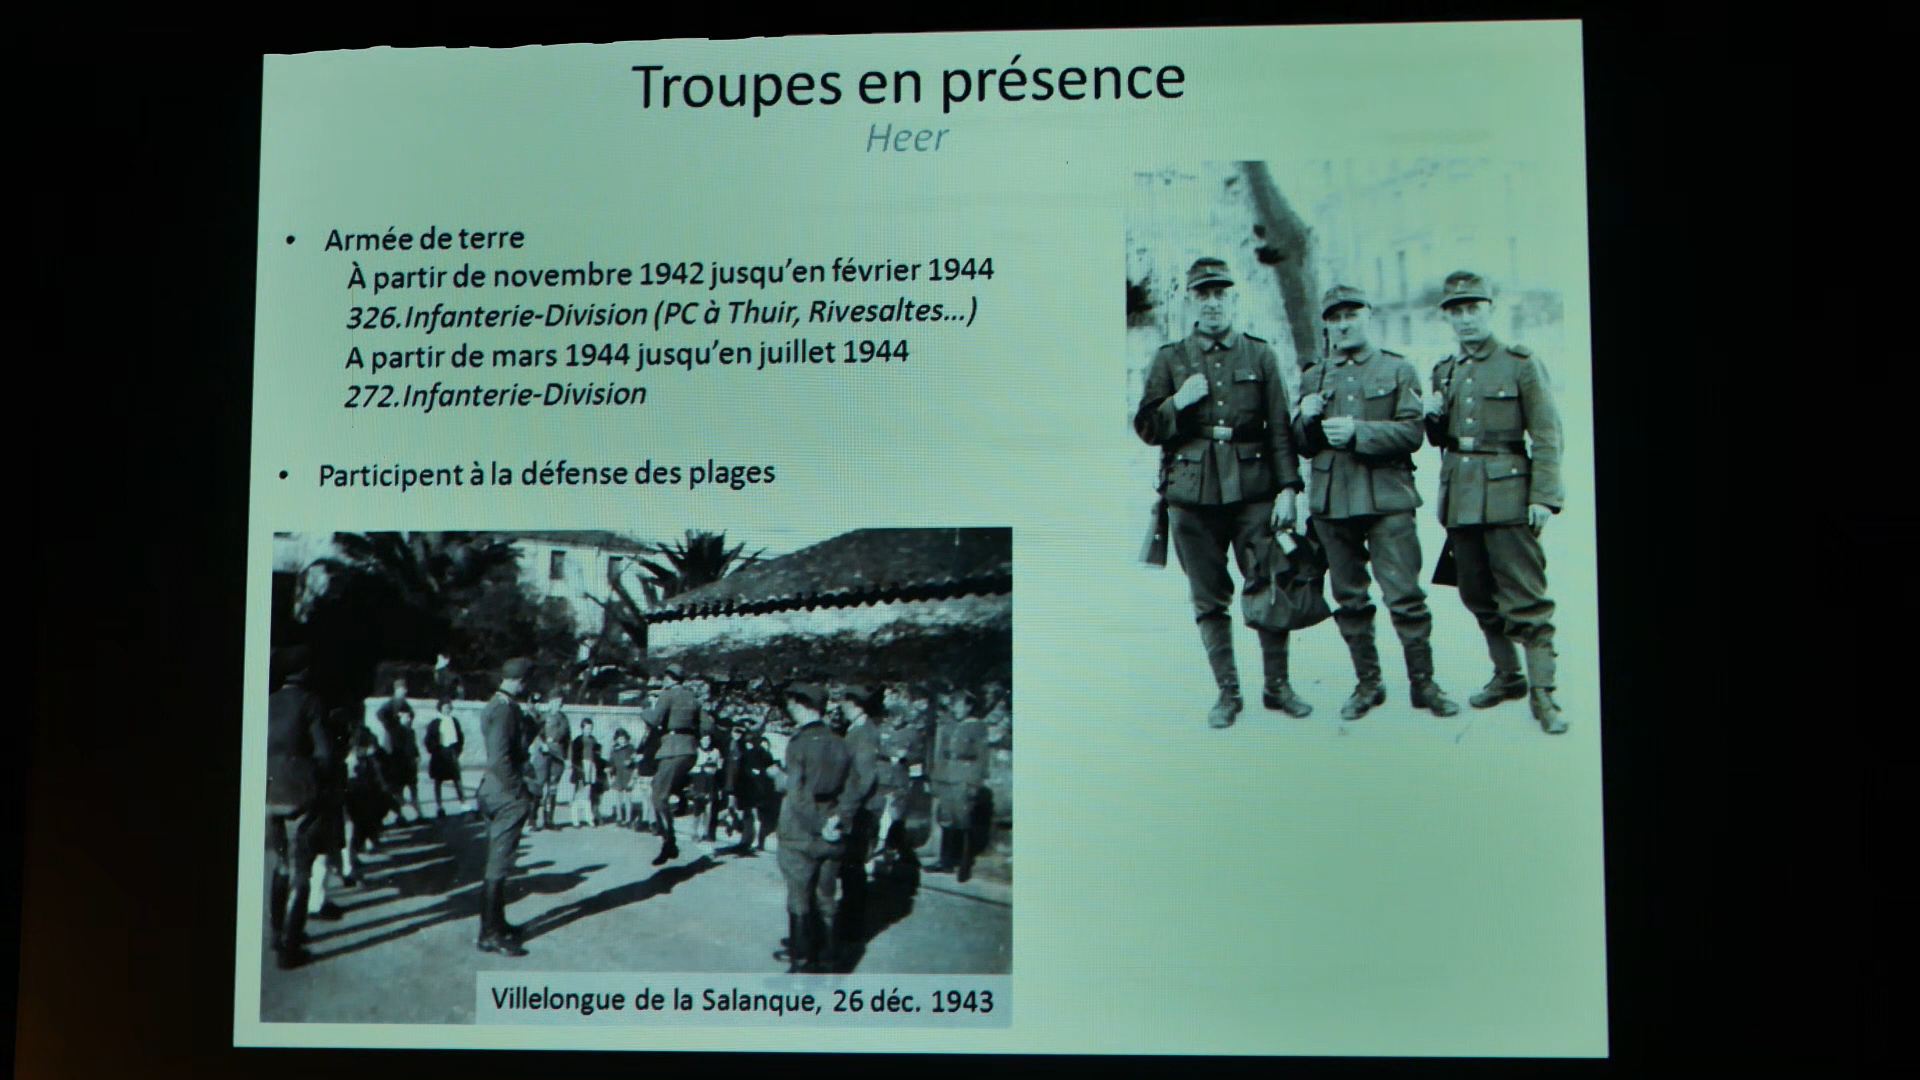 Troupes en présence
Heer
• Armée de terre
À partir de novembre 1942 jusqu’en février 1944
326.Infanterie-Division (PC à Thuir, Rivesaltes...)
A partir de mars 1944 jusqu’en juillet 1944
272.Infanterie-Division
• Participent à la défense des plages
Villelongue de la Salanque, 26 déc. 1943